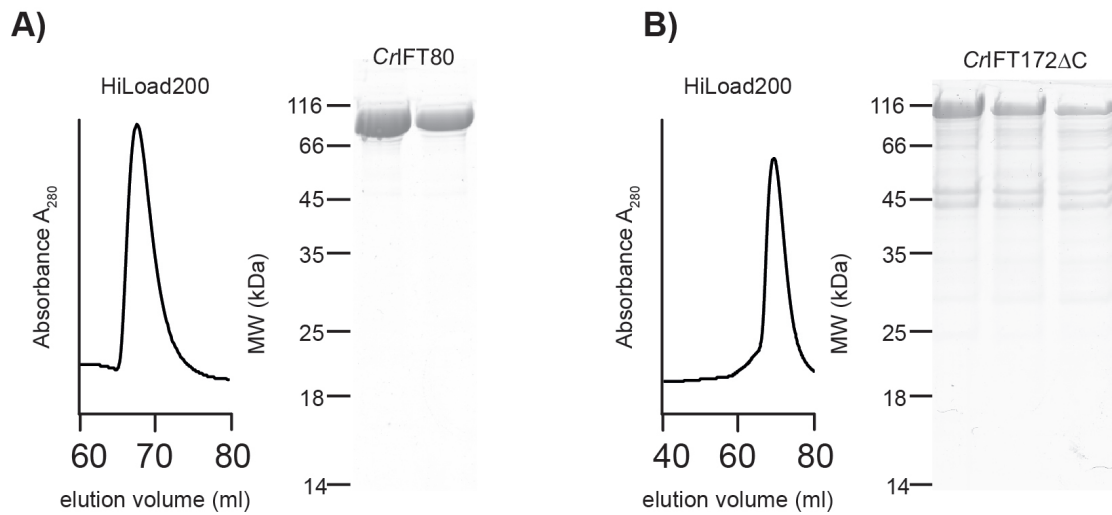 A)
HiLoad200
Absorbance A280
60 70 80
elution volume (ml)
CrIFT80
MW (kDa)
116
66
45
35
25
18
14
B)
HiLoad200
Absorbance A280
40 60 80
elution volume (ml)
CrIFT172ΔC
MW (kDa)
116
66
45
35
25
18
14